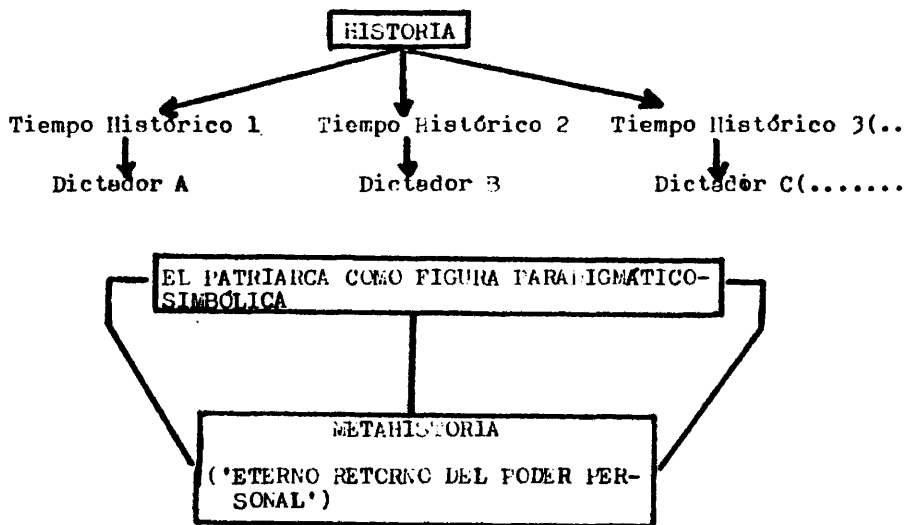 HISTORIA
Tiempo Histórico 1 Tiempo Histórico 2 Tiempo Histórico 3(..
Dictador A Dictador B Dictador C(.......
EL PATRIARCA COMO FIGURA PARADIGMÁTICO-
SIMBÓLICA
METAHISTORIA
('ETERNO RETORNO DEL PODER PER-
SONAL')